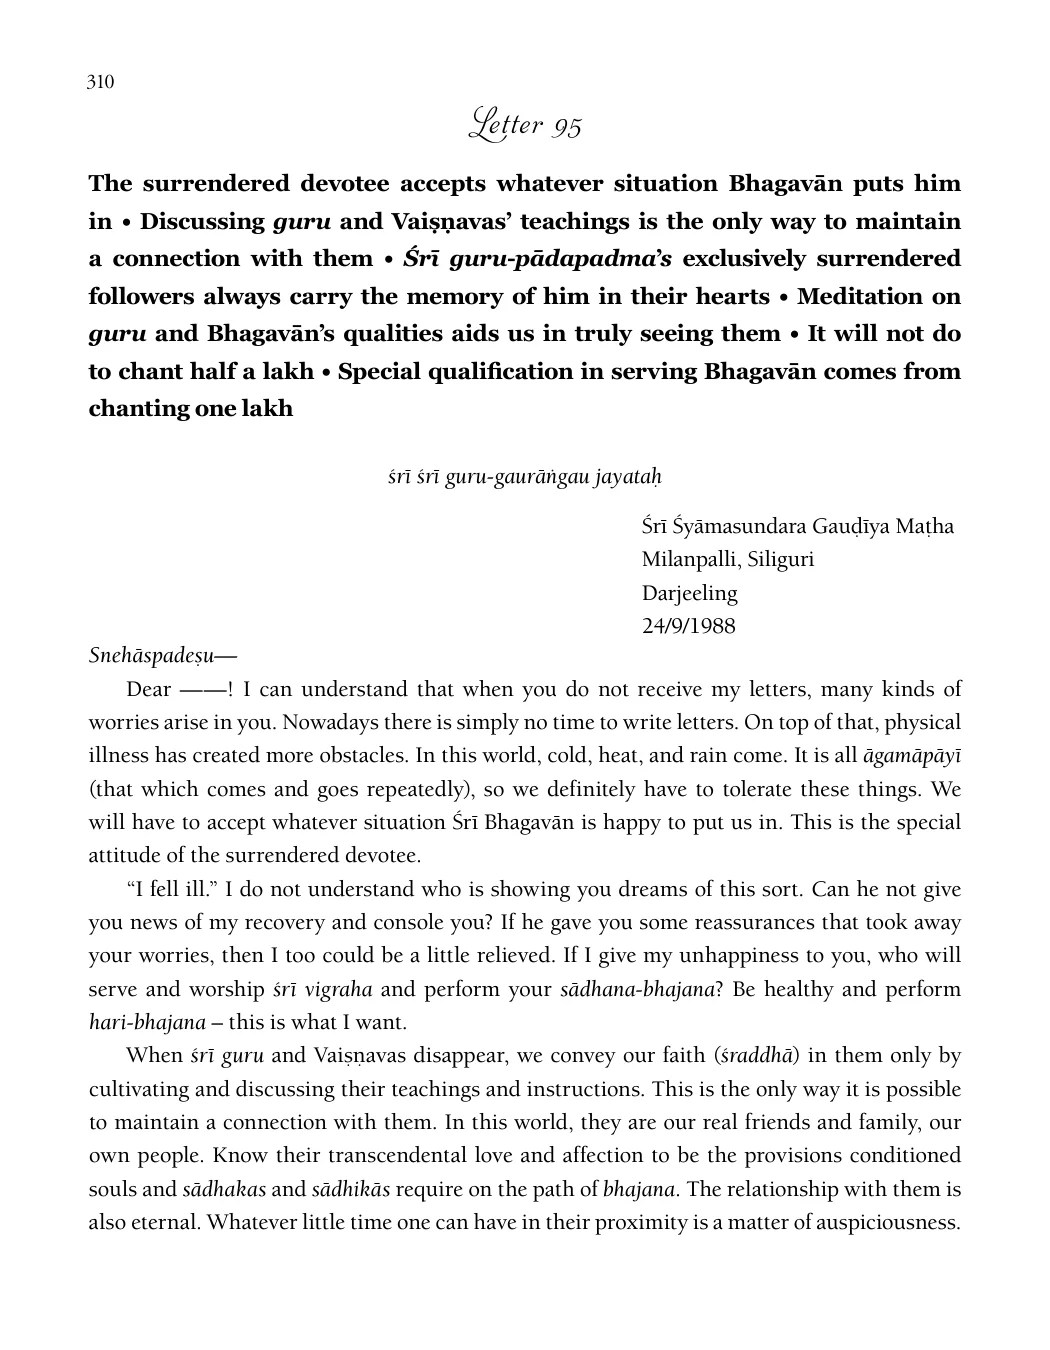 310
Letter 95
The surrendered devotee accepts whatever situation Bhagavān puts him
in • Discussing guru and Vaiṣṇavas’ teachings is the only way to maintain
a connection with them • Śrī guru-pādapadma’s exclusively surrendered
followers always carry the memory of him in their hearts • Meditation on
guru and Bhagavān’s qualities aids us in truly seeing them • It will not do
to chant half a lakh • Special qualification in serving Bhagavān comes from
chanting one lakh
śrī śrī guru-gaurāṅgau jayataḥ
Śrī Śyāmasundara Gauḍīya Maṭha
Milanpalli, Siliguri
Darjeeling
24/9/1988
Snehāspadeṣu—
Dear ——! I can understand that when you do not receive my letters, many kinds of
worries arise in you. Nowadays there is simply no time to write letters. On top of that, physical
illness has created more obstacles. In this world, cold, heat, and rain come. It is all āgamāpāyī
(that which comes and goes repeatedly), so we definitely have to tolerate these things. We
will have to accept whatever situation Śrī Bhagavān is happy to put us in. This is the special
attitude of the surrendered devotee.
“I fell ill.” I do not understand who is showing you dreams of this sort. Can he not give
you news of my recovery and console you? If he gave you some reassurances that took away
your worries, then I too could be a little relieved. If I give my unhappiness to you, who will
serve and worship śrī vigraha and perform your sādhana-bhajana? Be healthy and perform
hari-bhajana – this is what I want.
When śrī guru and Vaiṣṇavas disappear, we convey our faith (śraddhā) in them only by
cultivating and discussing their teachings and instructions. This is the only way it is possible
to maintain a connection with them. In this world, they are our real friends and family, our
own people. Know their transcendental love and affection to be the provisions conditioned
souls and sādhakas and sādhikās require on the path of bhajana. The relationship with them is
also eternal. Whatever little time one can have in their proximity is a matter of auspiciousness.